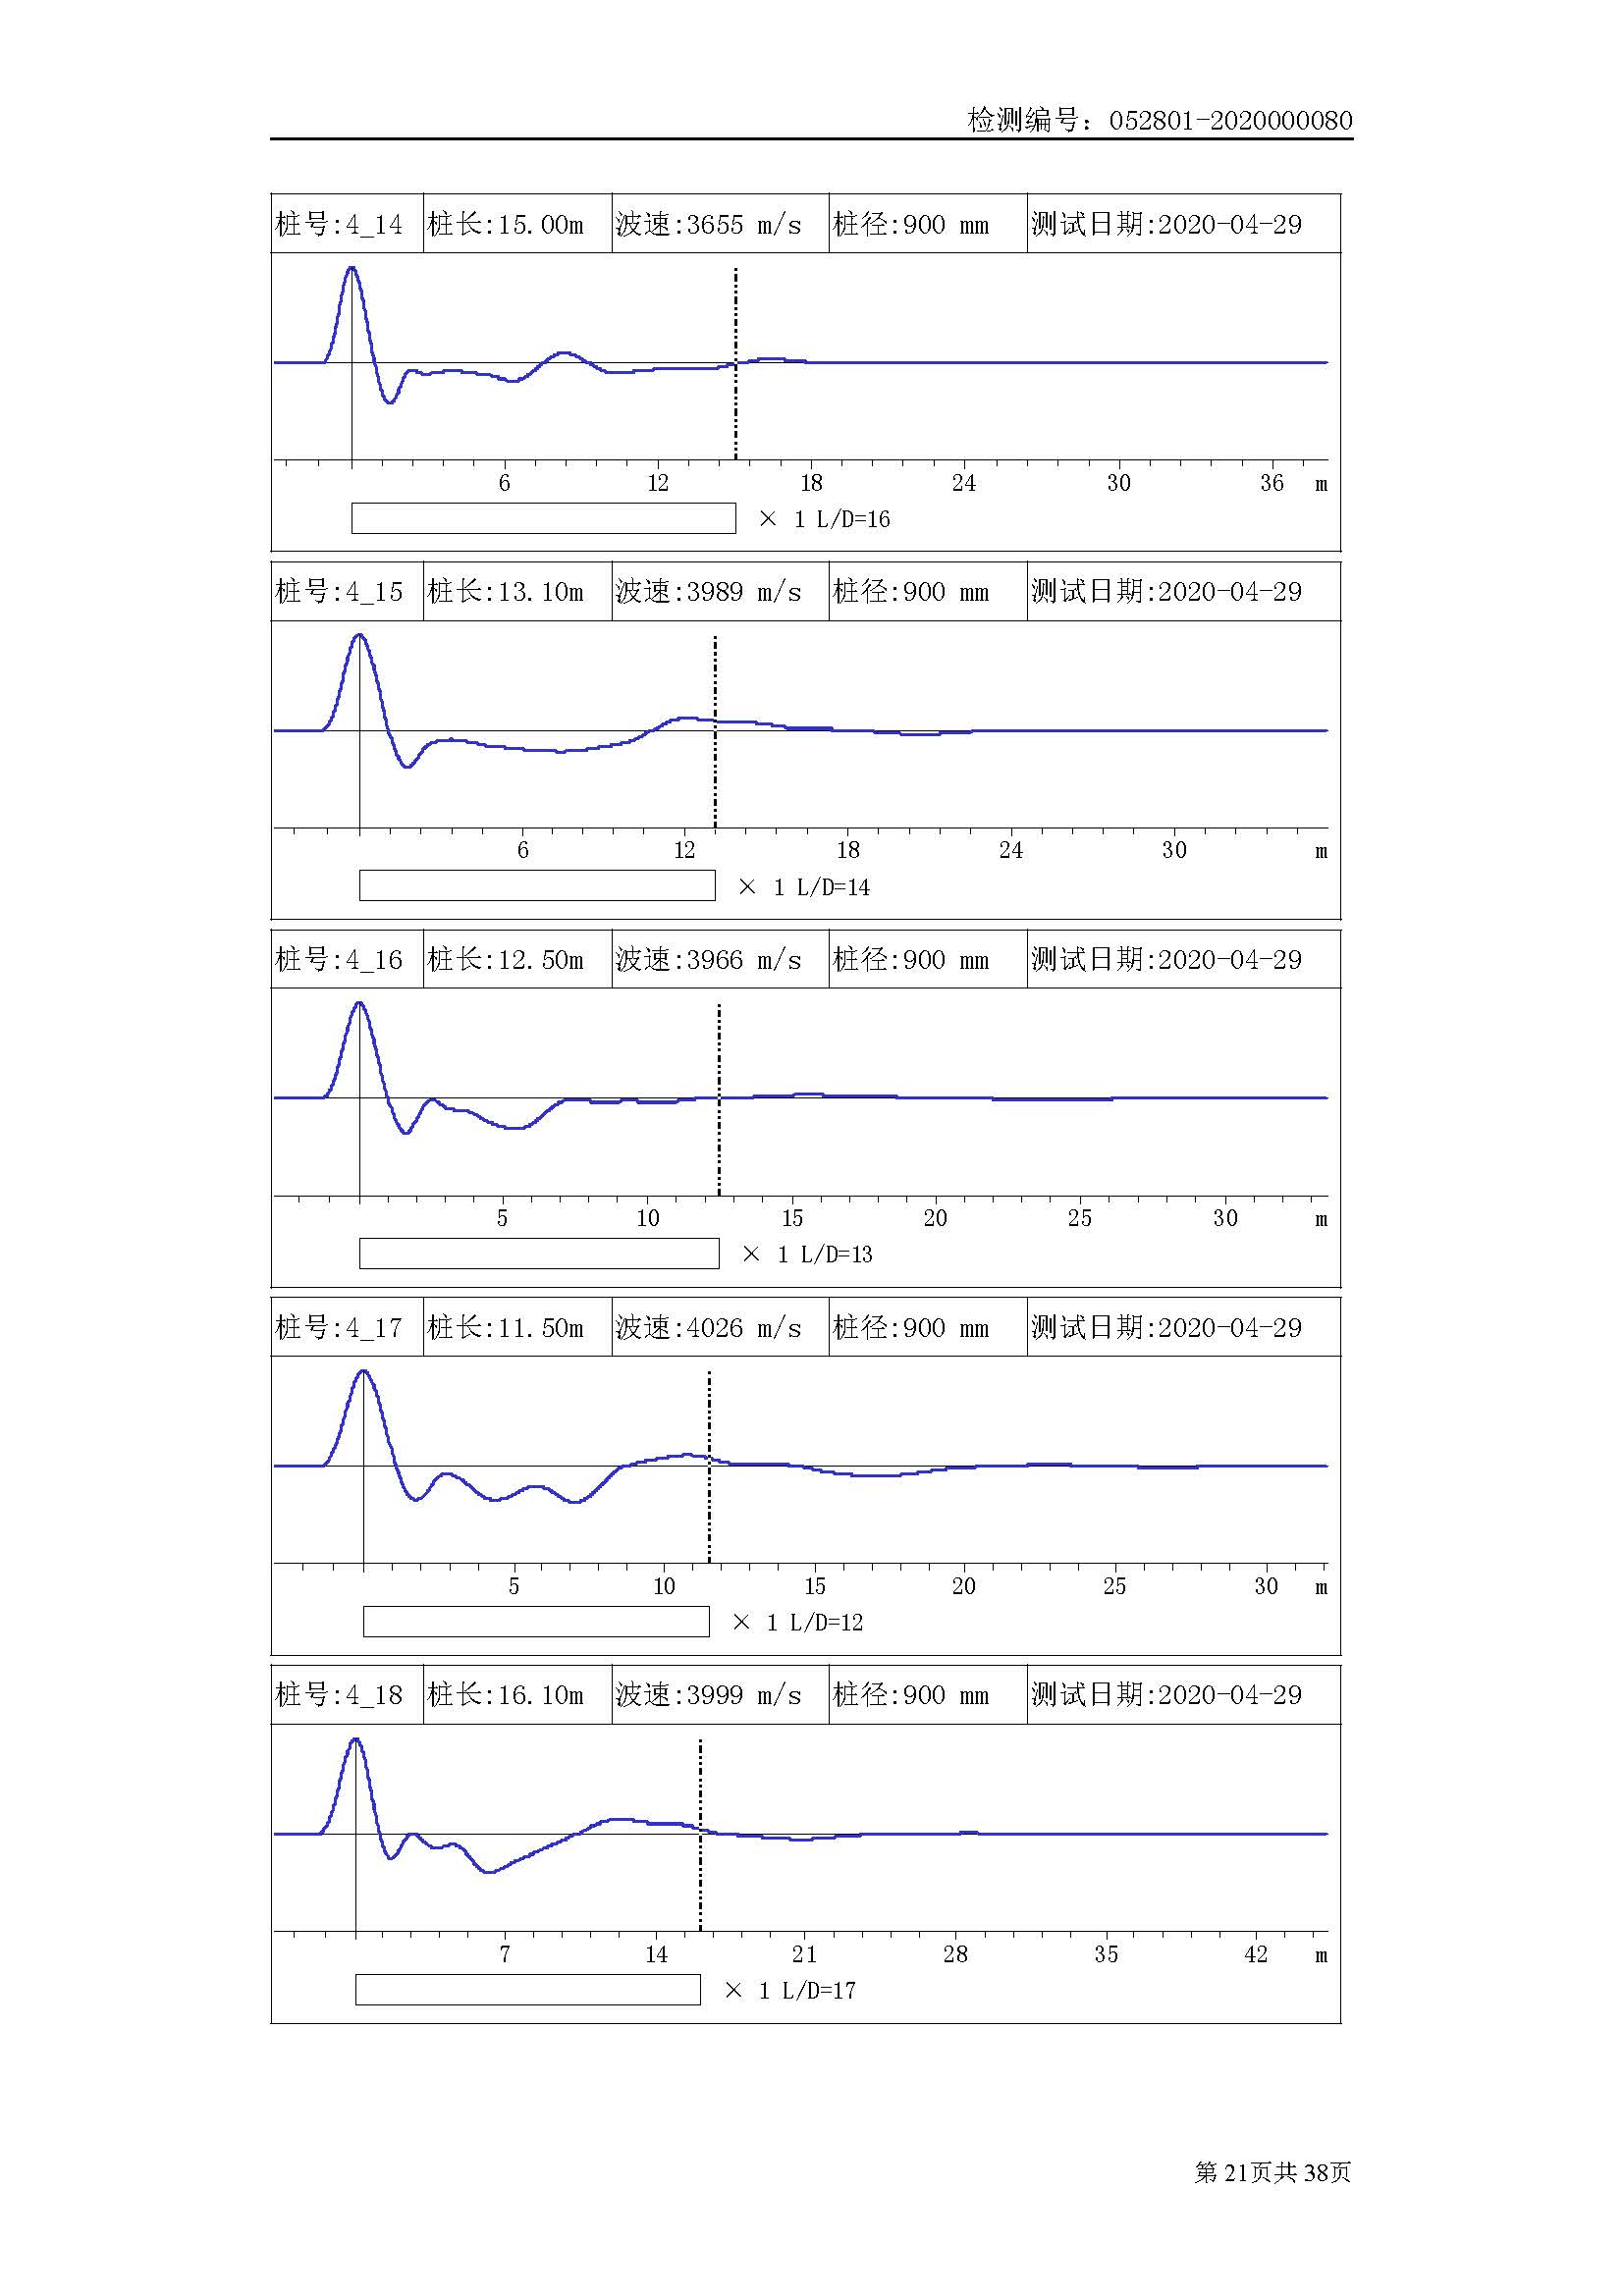 检测编号：052801-2020000080
桩号:4_14 桩长:15.00m 波速:3655 m/s 桩径:900 mm 测试日期:2020-04-29
6 12 18 24 30 36 m
× 1 L/D=16
桩号:4_15 桩长:13.10m 波速:3989 m/s 桩径:900 mm 测试日期:2020-04-29
6 12 18 24 30 m
× 1 L/D=14
桩号:4_16 桩长:12.50m 波速:3966 m/s 桩径:900 mm 测试日期:2020-04-29
5 10 15 20 25 30 m
× 1 L/D=13
桩号:4_17 桩长:11.50m 波速:4026 m/s 桩径:900 mm 测试日期:2020-04-29
5 10 15 20 25 30 m
× 1 L/D=12
桩号:4_18 桩长:16.10m 波速:3999 m/s 桩径:900 mm 测试日期:2020-04-29
7 14 21 28 35 42 m
× 1 L/D=17
第 21页共 38页